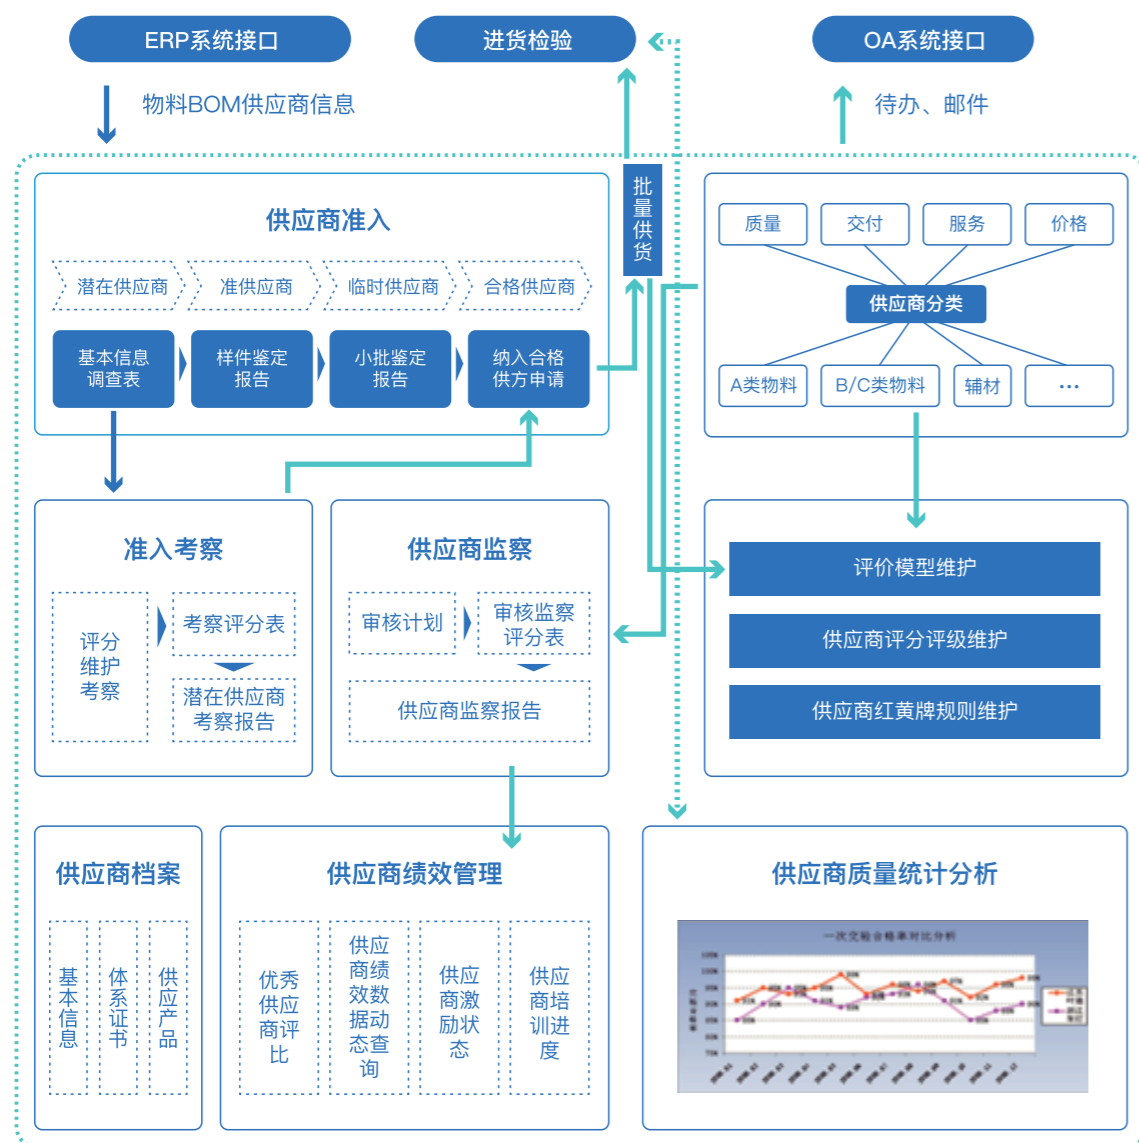 ERP系统接口
进货检验
OA系统接口
物料BOM供应商信息
待办、邮件
供应商准入
潜在供应商
准供应商
临时供应商
合格供应商
基本信息
调查表
样件鉴定
报告
小批鉴定
报告
纳入合格
供方申请
批
量
供
货
质量
交付
服务
价格
供应商分类
A类物料
B/C类物料
辅材
...
准入考察
评分
维护
考察
考察评分表
潜在供应商
考察报告
供应商监察
审核计划
审核监察
评分表
供应商监察报告
评价模型维护
供应商评分评级维护
供应商红黄牌规则维护
供应商档案
基
本
信
息
体
系
证
书
供
应
产
品
供应商绩效管理
优秀
供应
商评
比
供应
商绩
效数
据动
态查
询
供应
商激
励状
态
供应
商培
训进
度
供应商质量统计分析
一次交验合格率对比分析